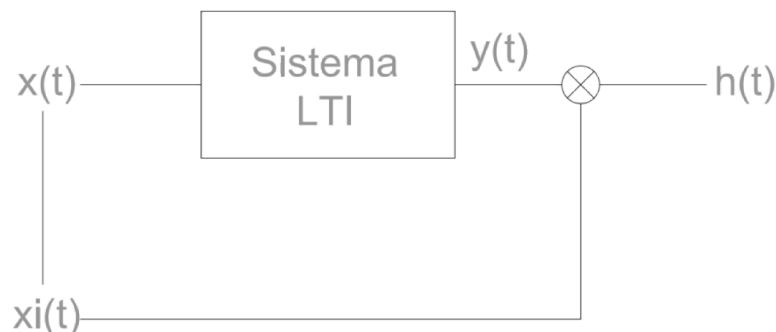 x(t)
Sistema
LTI
y(t)
h(t)
xi(t)